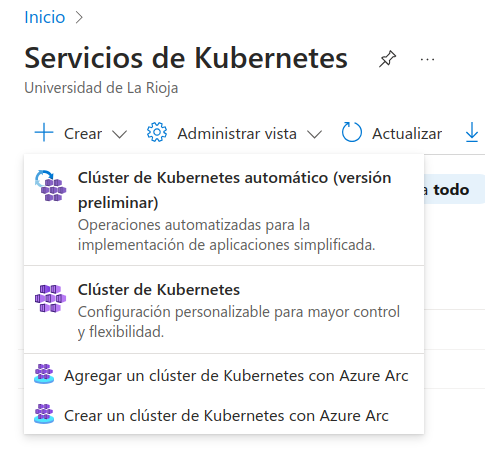 Inicio
Servicios de Kubernetes
Universidad de La Rioja
Crear
Administrar vista
Actualizar
Clúster de Kubernetes automático (versión
preliminar)
Operaciones automatizadas para la
implementación de aplicaciones simplificada.
a todo
Clúster de Kubernetes
Configuración personalizable para mayor control
y flexibilidad.
Agregar un clúster de Kubernetes con Azure Arc
Crear un clúster de Kubernetes con Azure Arc